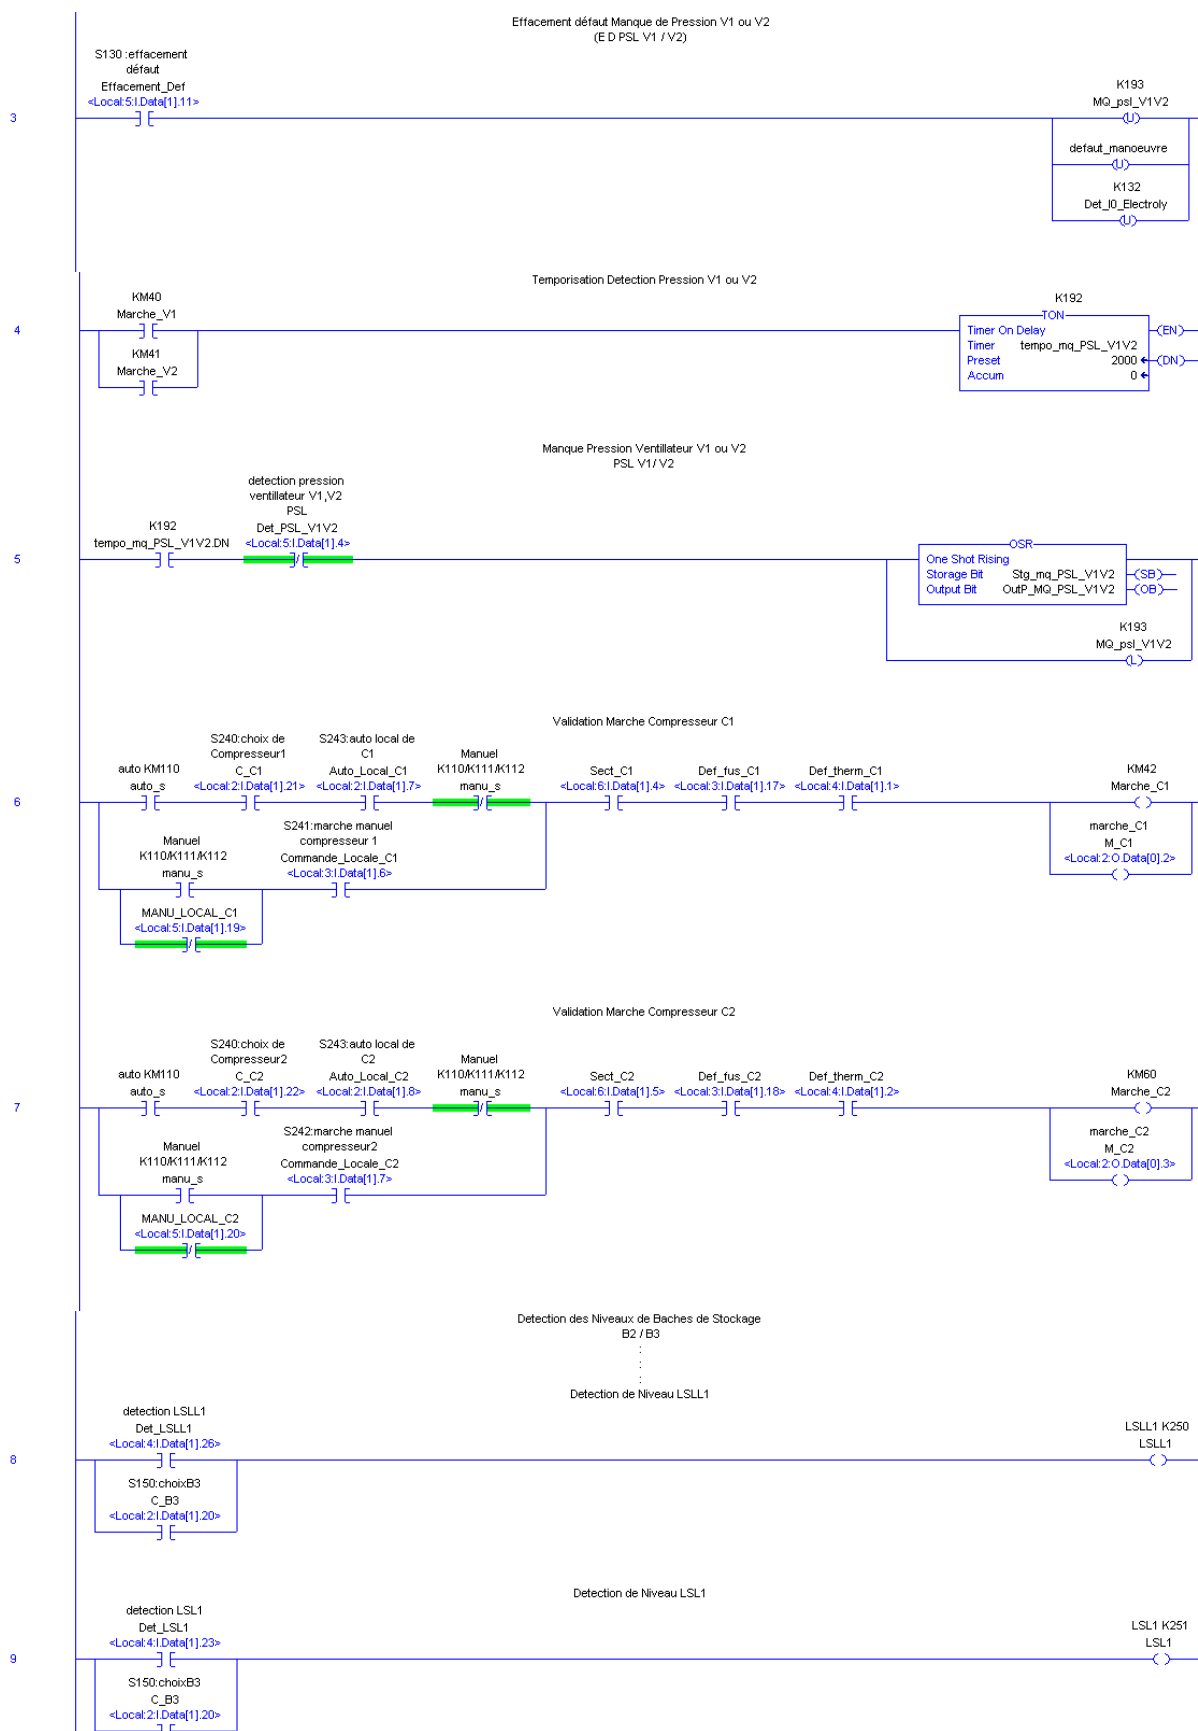 Effacement défaut Manque de Pression V1 ou V2
(E D PSL V1 / V2)
S130 :effacement
défaut
Effacement_Def
<Local:5:I.Data[1].11>
K193
MQ_psl_V1V2
3
U
defaut_manoeuvre
U
K132
Det_I0_Electroly
U
Temporisation Detection Pression V1 ou V2
KM40
Marche_V1
K192
TON
4
Timer On Delay
EN
Timer tempo_mq_PSL_V1V2
KM41
Marche_V2
Preset 2000
DN
Accum 0
Manque Pression Ventillateur V1 ou V2
PSL V1/ V2
detection pression
ventillateur V1,V2
PSL
K192
Det_PSL_V1V2
tempo_mq_PSL_V1V2.DN
<Local:5:I.Data[1].4>
5
OSR
One Shot Rising
Storage Bit Stg_mq_PSL_V1V2
SB
Output Bit OutP_MQ_PSL_V1V2
OB
K193
MQ_psl_V1V2
L
Validation Marche Compresseur C1
S240:choix de
Compresseur1
S243:auto local de
C1
Manuel
auto KM110
C_C1
Auto_Local_C1
K110/K111/K112
Sect_C1
Def_fus_C1
Def_therm_C1
KM42
auto_s
<Local:2:I.Data[1].21>
<Local:2:I.Data[1].7>
manu_s
<Local:6:I.Data[1].4>
<Local:3:I.Data[1].17>
<Local:4:I.Data[1].1>
Marche_C1
6
S241:marche manuel
compresseur 1
Manuel
K110/K111/K112
Commande_Locale_C1
manu_s
<Local:3:I.Data[1].6>
marche_C1
M_C1
<Local:2:O.Data[0].2>
MANU_LOCAL_C1
<Local:5:I.Data[1].19>
Validation Marche Compresseur C2
S240:choix de
Compresseur2
S243:auto local de
C2
Manuel
auto KM110
C_C2
Auto_Local_C2
K110/K111/K112
Sect_C2
Def_fus_C2
Def_therm_C2
KM60
auto_s
<Local:2:I.Data[1].22>
<Local:2:I.Data[1].8>
manu_s
<Local:6:I.Data[1].5>
<Local:3:I.Data[1].18>
<Local:4:I.Data[1].2>
Marche_C2
7
S242:marche manuel
compresseur2
Manuel
K110/K111/K112
Commande_Locale_C2
manu_s
<Local:3:I.Data[1].7>
marche_C2
M_C2
<Local:2:O.Data[0].3>
MANU_LOCAL_C2
<Local:5:I.Data[1].20>
Detection des Niveaux de Baches de Stockage
B2 / B3
:
:
:
Detection de Niveau LSLL1
detection LSLL1
Det_LSLL1
<Local:4:I.Data[1].26>
LSLL1 K250
LSLL1
8
S150:choixB3
C_B3
<Local:2:I.Data[1].20>
Detection de Niveau LSL1
detection LSL1
Det_LSL1
<Local:4:I.Data[1].23>
LSL1 K251
LSL1
9
S150:choixB3
C_B3
<Local:2:I.Data[1].20>